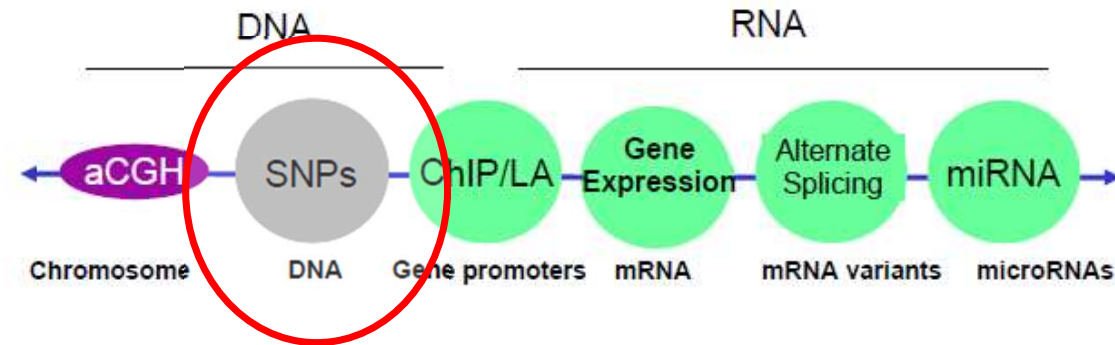 DNA
RNA
aCGH
SNPs
ChIP/LA
Gene
Expression
Alternate
Splicing
miRNA
Chromosome
DNA
Gene promoters
mRNA
mRNA variants
microRNAs